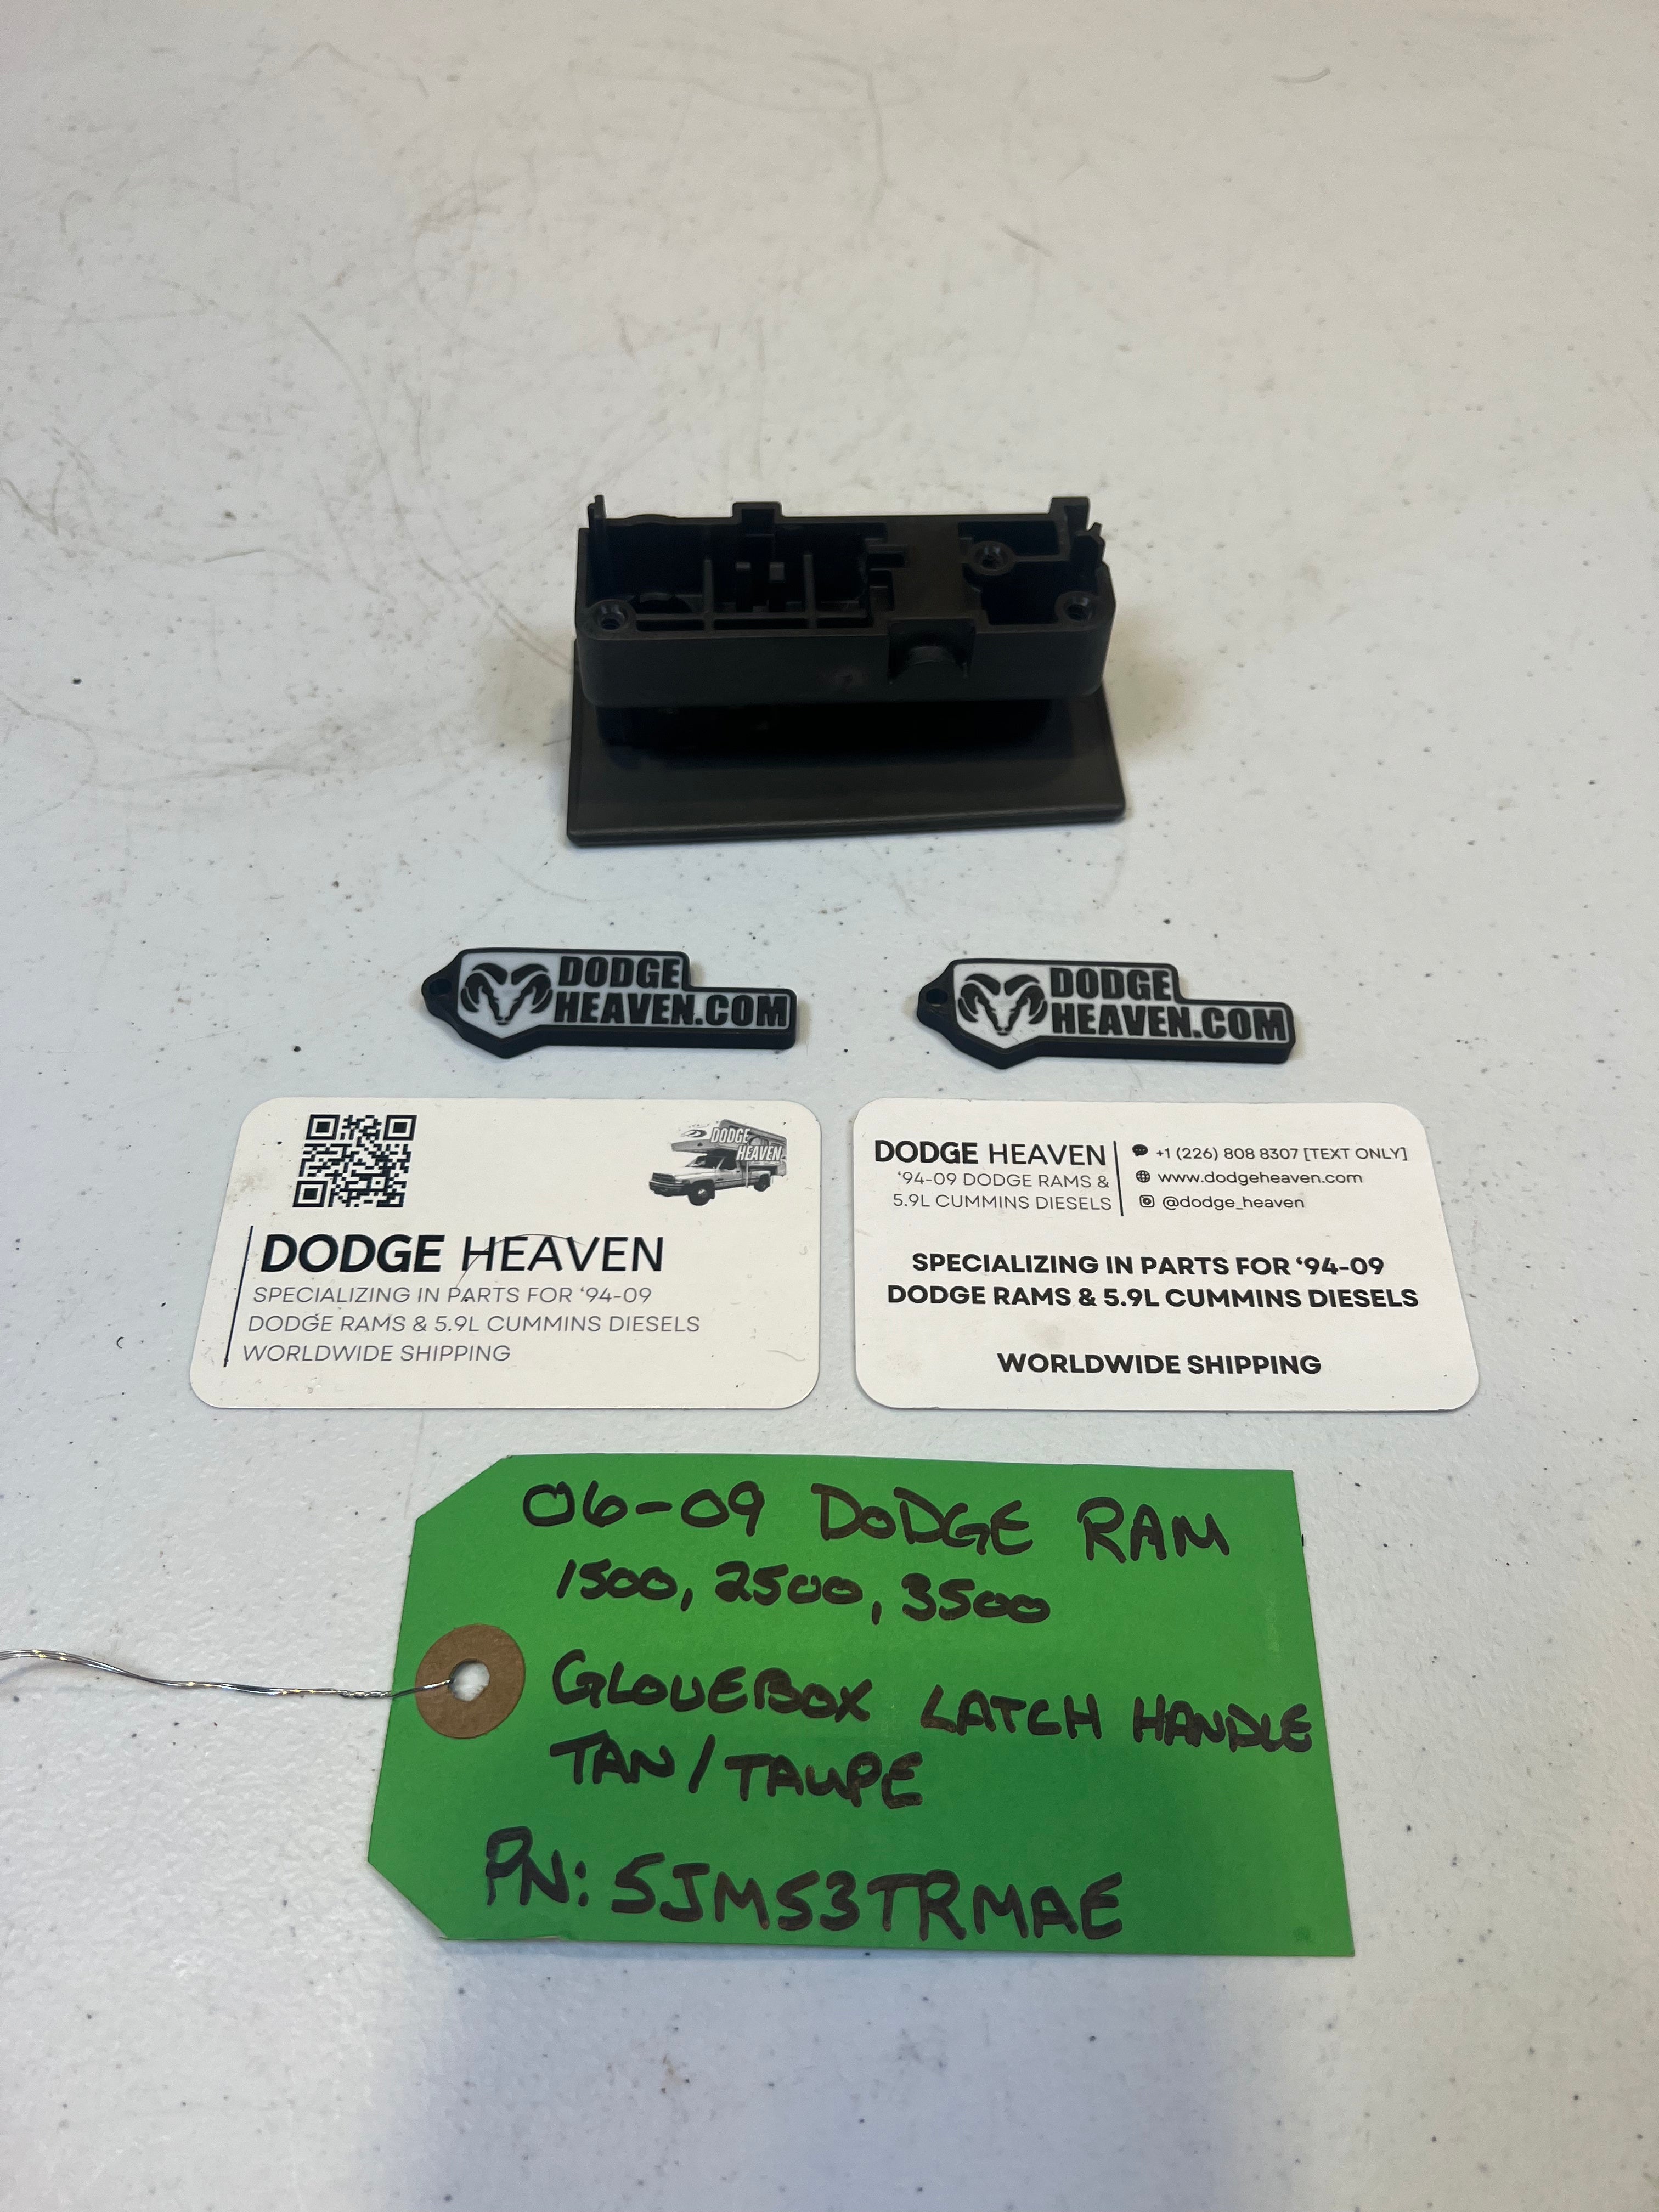 DODGE
HEAVEN.COM
DODGE
HEAVEN.COM
DODGE
HEAVEN
DODGE HEAVEN
SPECIALIZING IN PARTS FOR ‘94-09
DODGE RAMS & 5.9L CUMMINS DIESELS
WORLDWIDE SHIPPING
DODGE HEAVEN
‘94-09 DODGE RAMS &
5.9L CUMMINS DIESELS
+1 (226) 808 8307 [TEXT ONLY]
www.dodgeheaven.com
@dodge_heaven
SPECIALIZING IN PARTS FOR ‘94-09
DODGE RAMS & 5.9L CUMMINS DIESELS
WORLDWIDE SHIPPING
06-09 DODGE RAM
1500, 2500, 3500
GLOVEBOX LATCH HANDLE
TAN/TAUPE
PN: 5JM53TRMAE